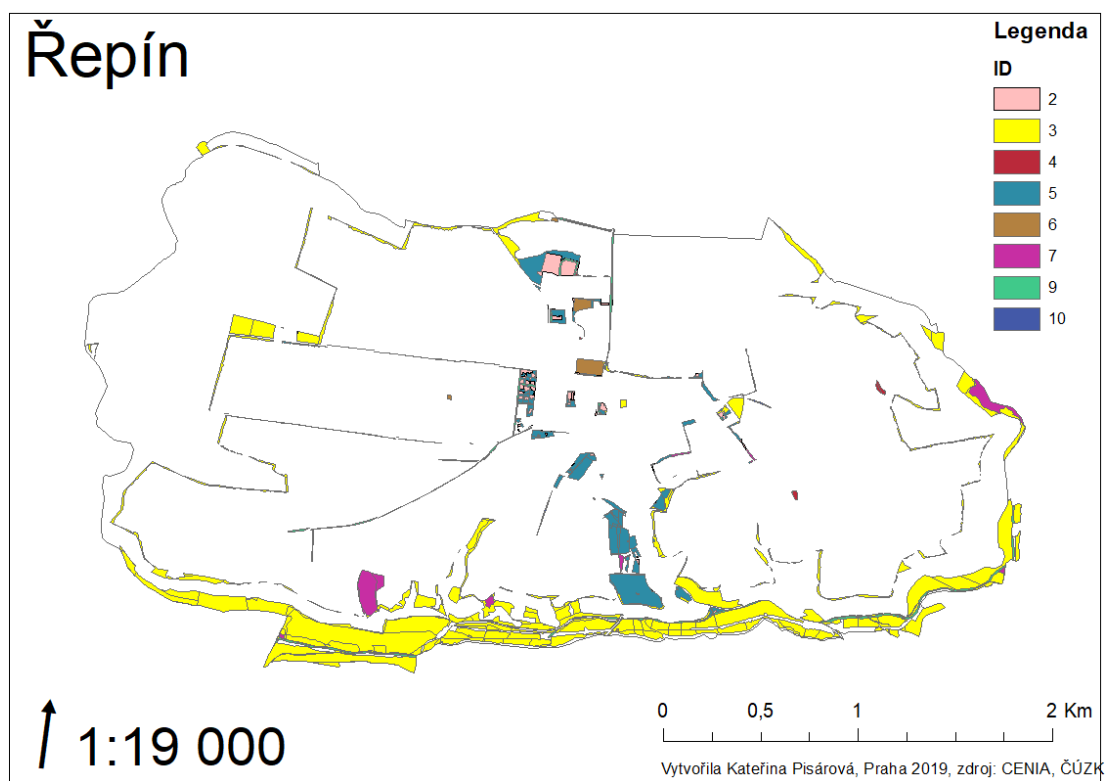 Řepín
Legenda
ID
2
3
4
5
6
7
9
10
1:19 000
0 0,5 1 2 Km
Vytvořila Kateřina Pisárová, Praha 2019, zdroj: CENIA, ČÚZK